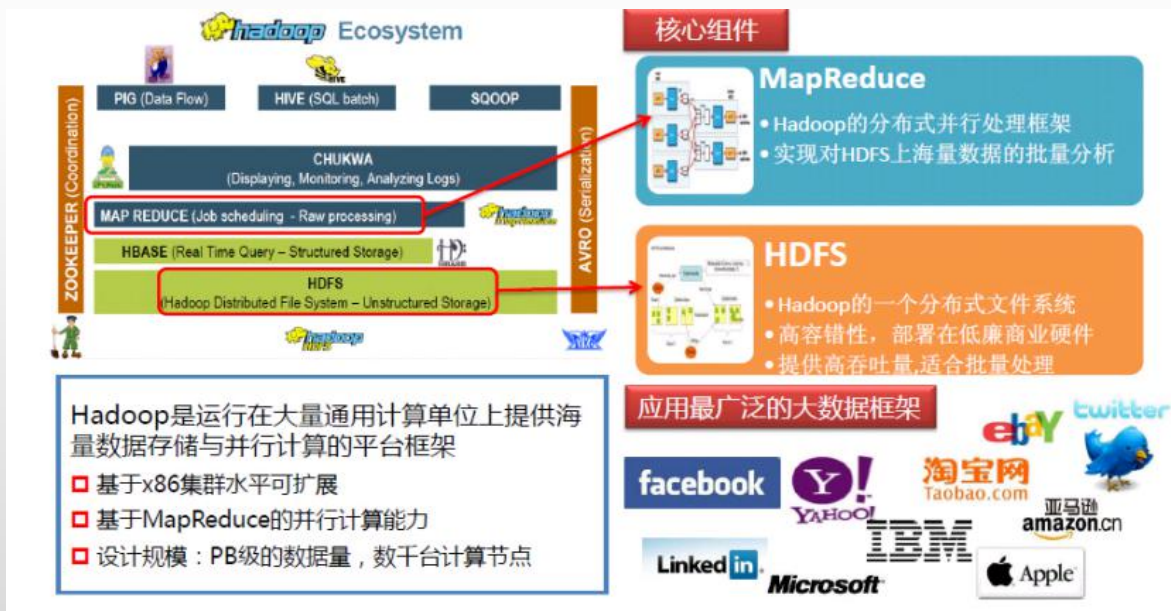 hadoop Ecosystem
PIG (Data Flow)
HIVE
HIVE (SQL batch)
SQOOP
ZOOKEEPER (Coordination)
AVRO (Serialization)
CHUKWA
(Displaying, Monitoring, Analyzing Logs)
MAP REDUCE (Job scheduling - Raw processing)
hadoop
HBASE (Real Time Query – Structured Storage)
HDFS
(Hadoop Distributed File System – Unstructured Storage)
hadoop
核心组件
MapReduce
• Hadoop的分布式并行处理框架
• 实现对HDFS上海量数据的批量分析
HDFS
• Hadoop的一个分布式文件系统
• 高容错性，部署在低廉商业硬件
• 提供高吞吐量,适合批量处理
Hadoop是运行在大量通用计算单位上提供海
量数据存储与并行计算的平台框架
基于x86集群水平可扩展
基于MapReduce的并行计算能力
设计规模：PB级的数据量，数千台计算节点
应用最广泛的大数据框架
ebay
twitter
facebook
Y!
YAHOO!
淘宝网
Taobao.com
亚马逊
amazon.cn
IBM
Linked in.
Microsoft
Apple